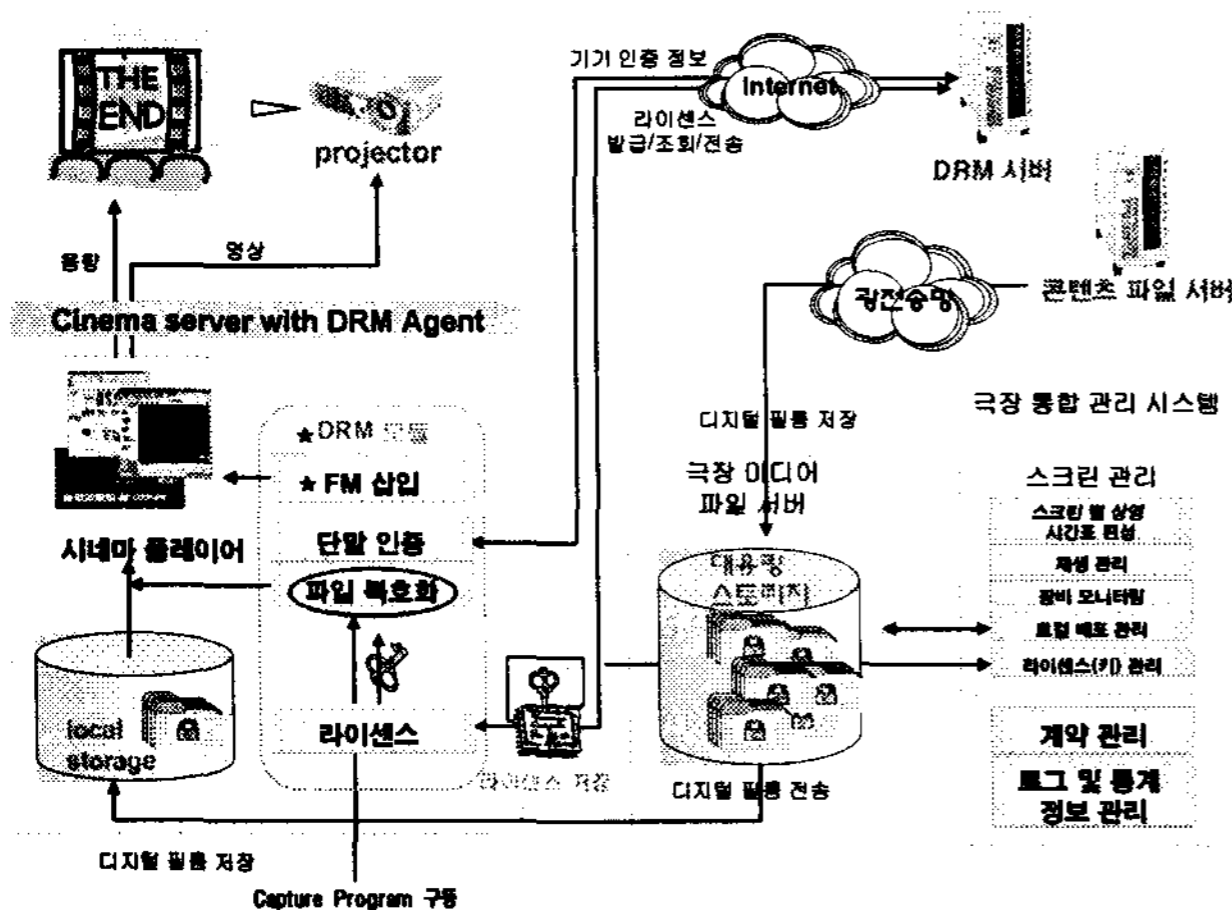 THE
END
projector
기기 인증 정보
Internet
라이센스
발급/조회/전송
DRM 서버
영상
음향
광전송망
콘텐츠 파일 서버
Cinema server with DRM Agent
극장 통합 관리 시스템
디지털 필름 저장
★DRM 모듈
★FM 삽입
극장 미디어
파일 서버
스크린 관리
스크린 별 상영
시간표 편성
시네마 플레이어
단말 인증
대용량
스토리지
재생 관리
파일 복호화
장비 모니터링
로컬 배포 관리
라이센스(키) 관리
local
storage
라이센스
계약 관리
라이센스 저장
디지털 필름 전송
로그 및 통계
정보 관리
디지털 필름 저장
Capture Program 구동